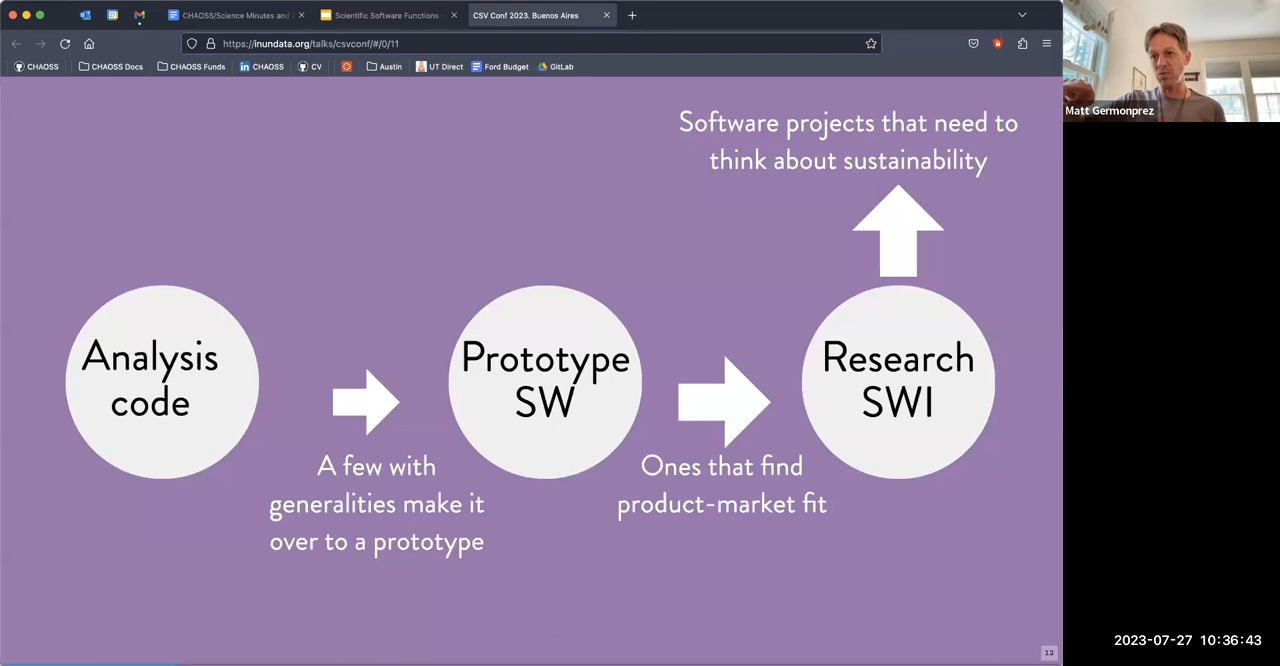 CHAOSS/Science Minutes and
Scientific Software Functions -
CSV Conf 2023. Buenos Aires
https://inundata.org/talks/csvconf/#/0/11
CHAOSS
CHAOSS Docs
CHAOSS Funds
CHAOSS
CV
Austin
UT Direct
Ford Budget
GitLab
Matt Germonprez
Software projects that need to
think about sustainability
Analysis
code
A few with
generalities make it
over to a prototype
Prototype
SW
Ones that find
product-market fit
Research
SWI
12
2023-07-27 10:36:43